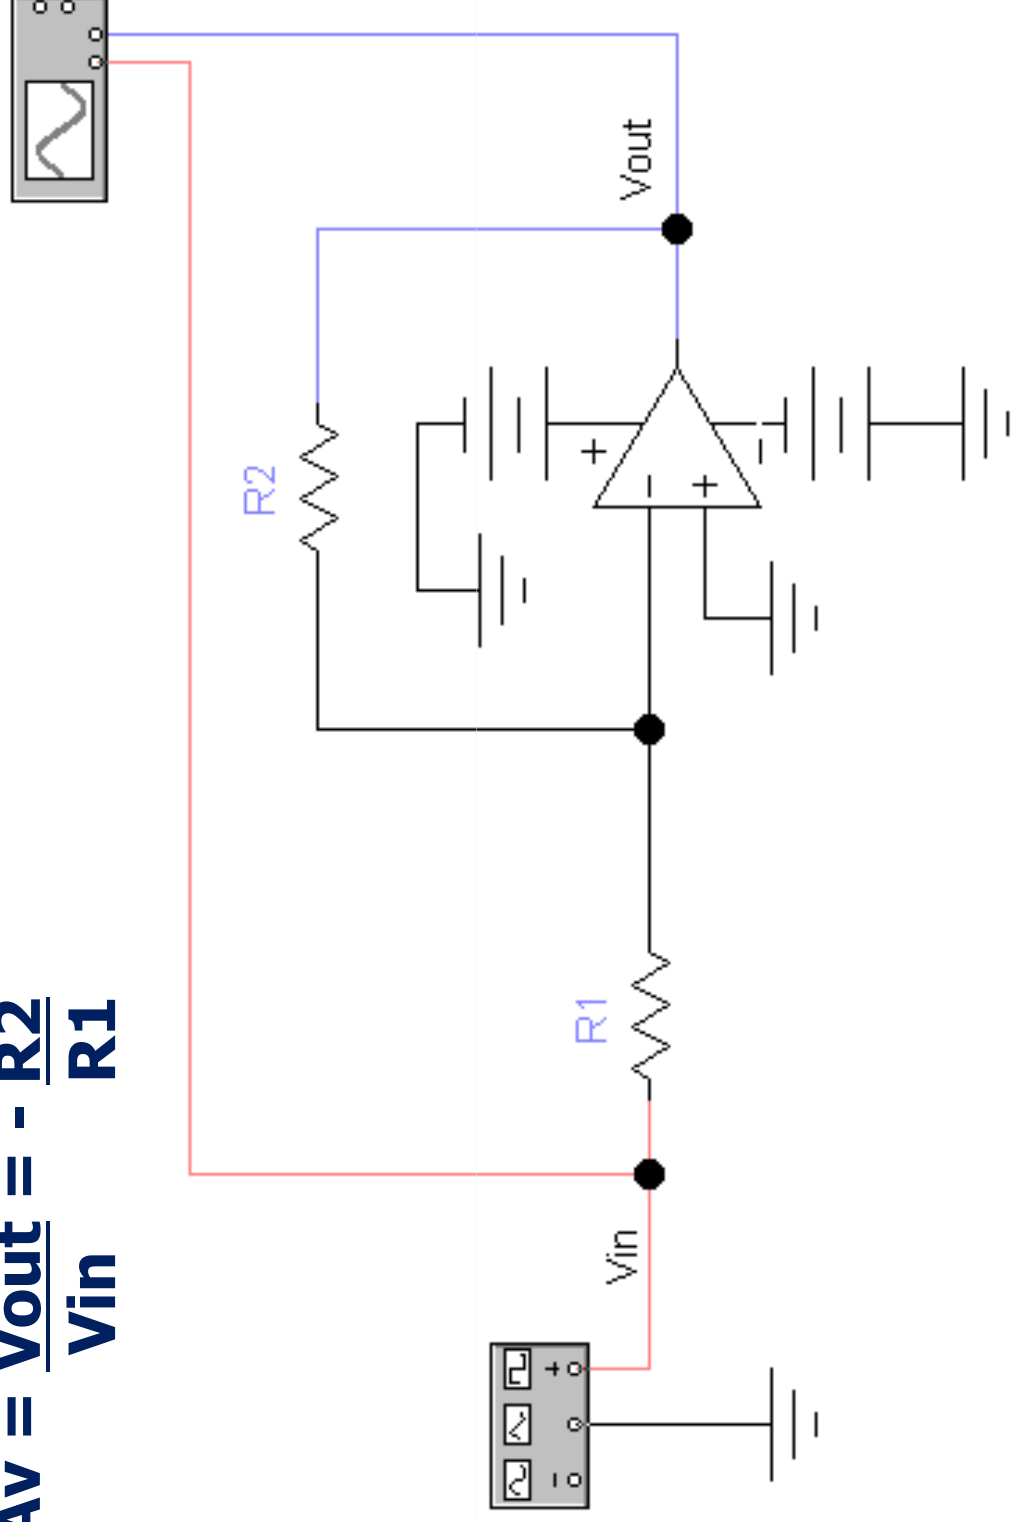 Av = Vout = - R2
Vin R1
R2
Vout
+
−
−
+
R1
Vin
− +